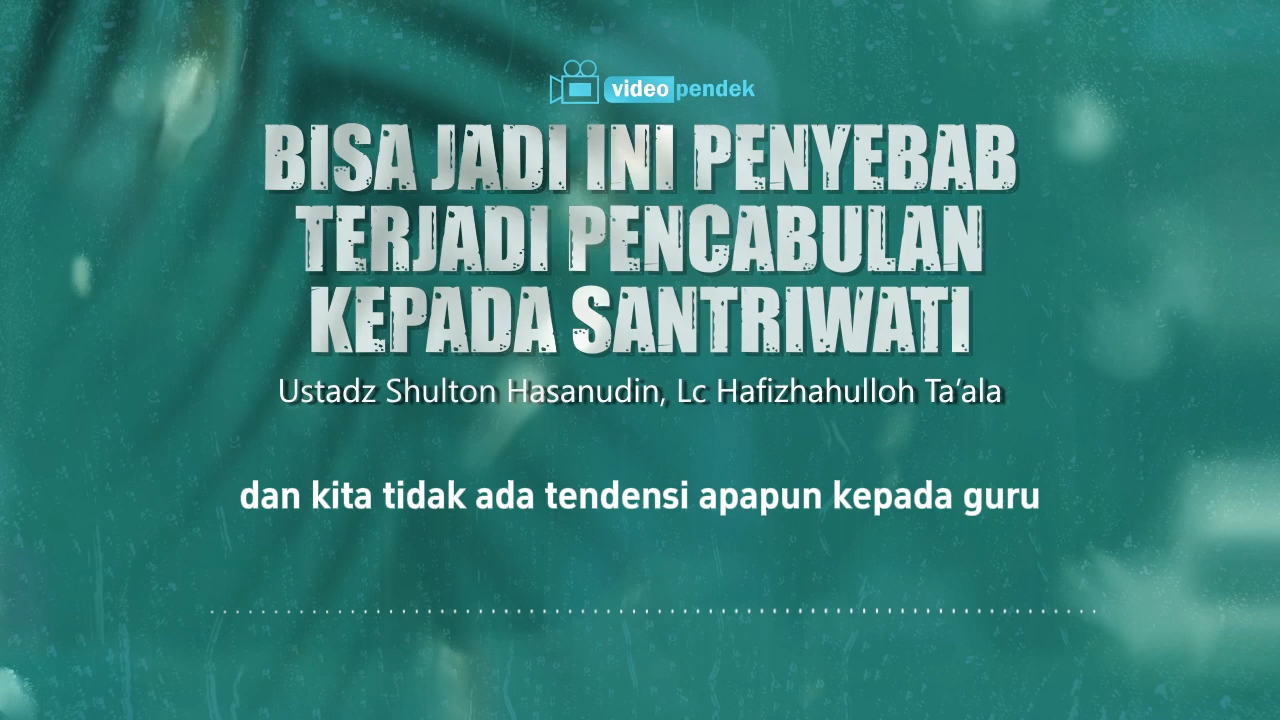 videopendek
BISA JADI INI PENYEBAB
TERJADI PENCABULAN
KEPADA SANTRIWATI
Ustadz Shulton Hasanudin, Lc Hafizhahulloh Ta’ala
dan kita tidak ada tendensi apapun kepada guru